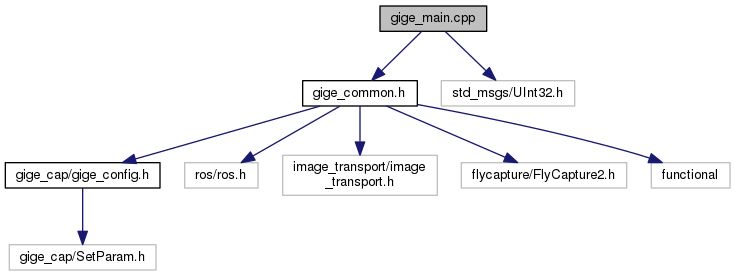 gige_main.cpp
gige_common.h
std_msgs/UInt32.h
gige_cap/gige_config.h
ros/ros.h
image_transport/image
_transport.h
flycapture/FlyCapture2.h
functional
gige_cap/SetParam.h